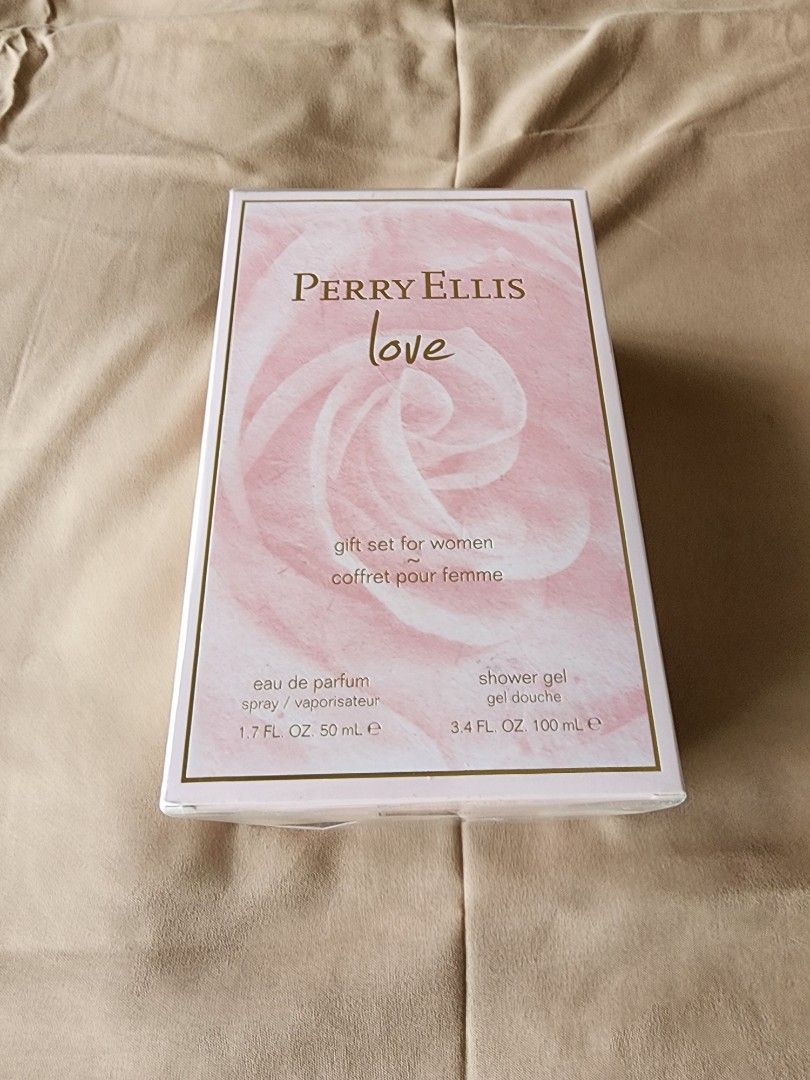 PERRY ELLIS
love
gift set for women
~
coffret pour femme
eau de parfum
spray / vaporisateur
1.7 FL. OZ. 50 mL ℮
shower gel
gel douche
3.4 FL. OZ. 100 mL ℮